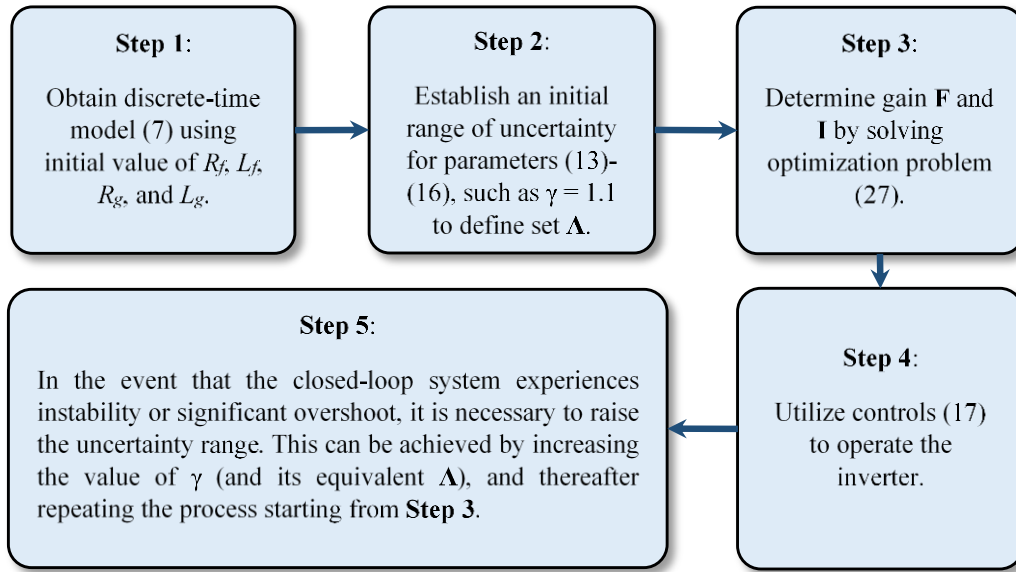 Step 1:
Obtain discrete-time
model (7) using
initial value of Rf, Lf,
Rg, and Lg.
Step 2:
Establish an initial
range of uncertainty
for parameters (13)-
(16), such as γ = 1.1
to define set Λ.
Step 3:
Determine gain F and
I by solving
optimization problem
(27).
Step 4:
Utilize controls (17)
to operate the
inverter.
Step 5:
In the event that the closed-loop system experiences
instability or significant overshoot, it is necessary to raise
the uncertainty range. This can be achieved by increasing
the value of γ (and its equivalent Λ), and thereafter
repeating the process starting from Step 3.